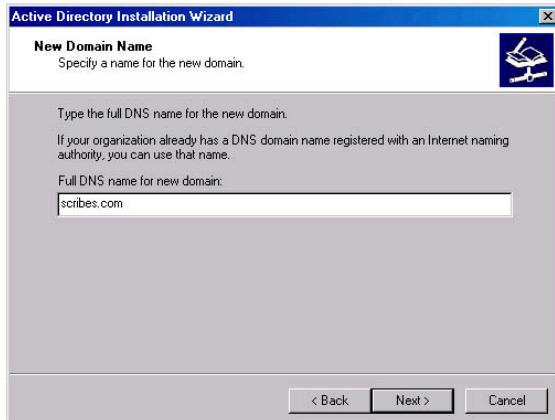 Active Directory Installation Wizard
New Domain Name
Specify a name for the new domain.
Type the full DNS name for the new domain.
If your organization already has a DNS domain name registered with an Internet naming
authority, you can use that name.
Full DNS name for new domain:
scribes.com
< Back Next > Cancel